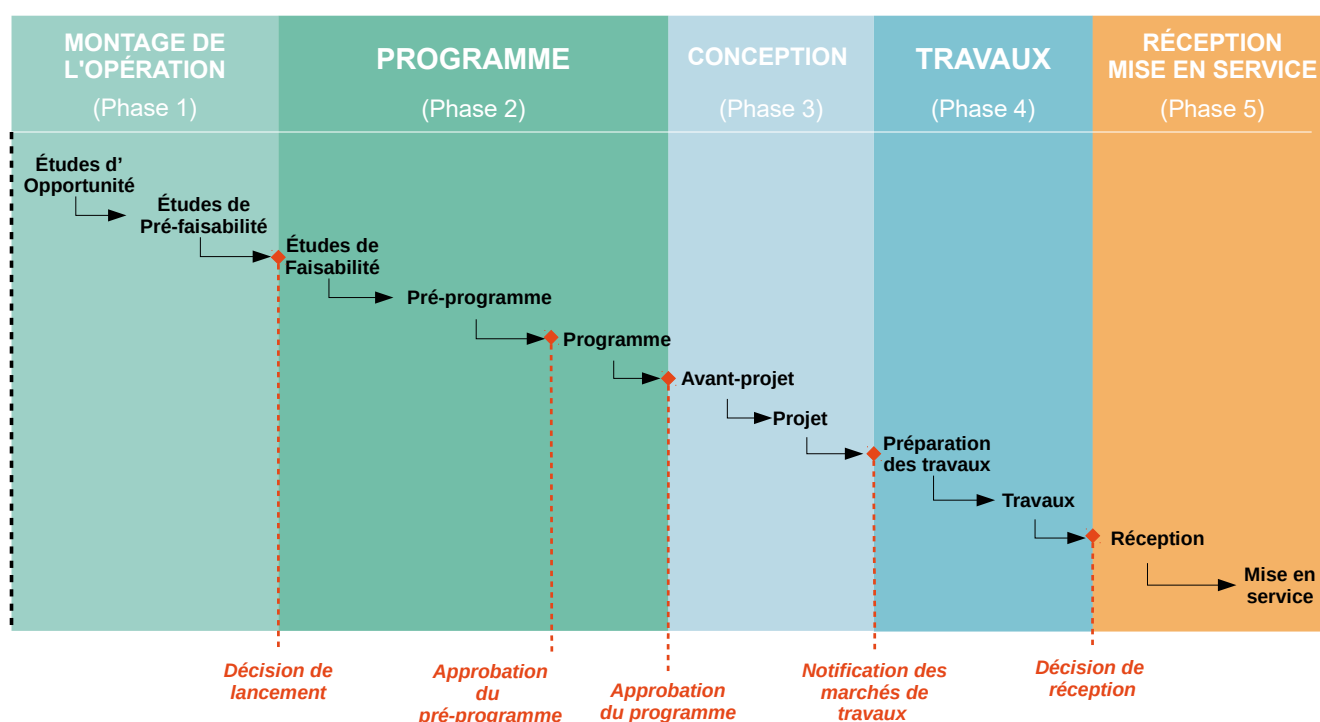 MONTAGE DE
L'OPÉRATION
(Phase 1)
PROGRAMME
(Phase 2)
CONCEPTION
(Phase 3)
TRAVAUX
(Phase 4)
RÉCEPTION
MISE EN SERVICE
(Phase 5)
Études d’
Opportunité
Études de
Pré-faisabilité
Études de
Faisabilité
Pré-programme
Programme
Avant-projet
Projet
Préparation
des travaux
Travaux
Réception
Mise en
service
Décision de
lancement
Approbation
du
pré-programme
Approbation
du programme
Notification des
marchés de
travaux
Décision de
réception